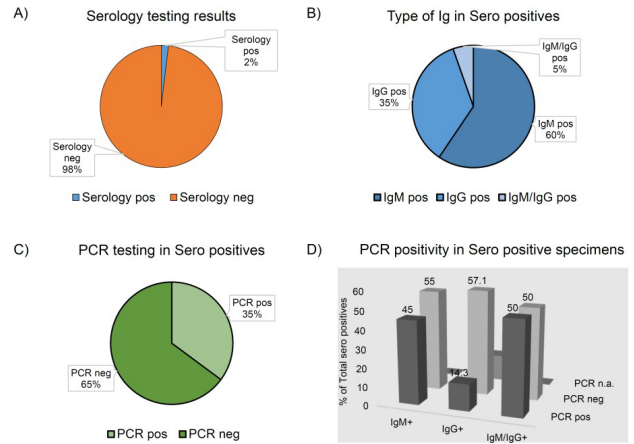 A)
Serology testing results
Serology
pos
2%
Serology
neg
98%
Serology pos
Serology neg
B)
Type of Ig in Sero positives
IgM/IgG
pos
5%
IgG pos
35%
IgM pos
60%
IgM pos
IgG pos
IgM/IgG pos
C)
PCR testing in Sero positives
PCR pos
35%
PCR neg
65%
PCR pos
PCR neg
D)
PCR positivity in Sero positive specimens
% of Total sero positives
60
50
40
30
20
10
0
45
55
14.3
57.1
50
50
IgM+
IgG+
IgM/IgG+
PCR n.a.
PCR neg
PCR pos